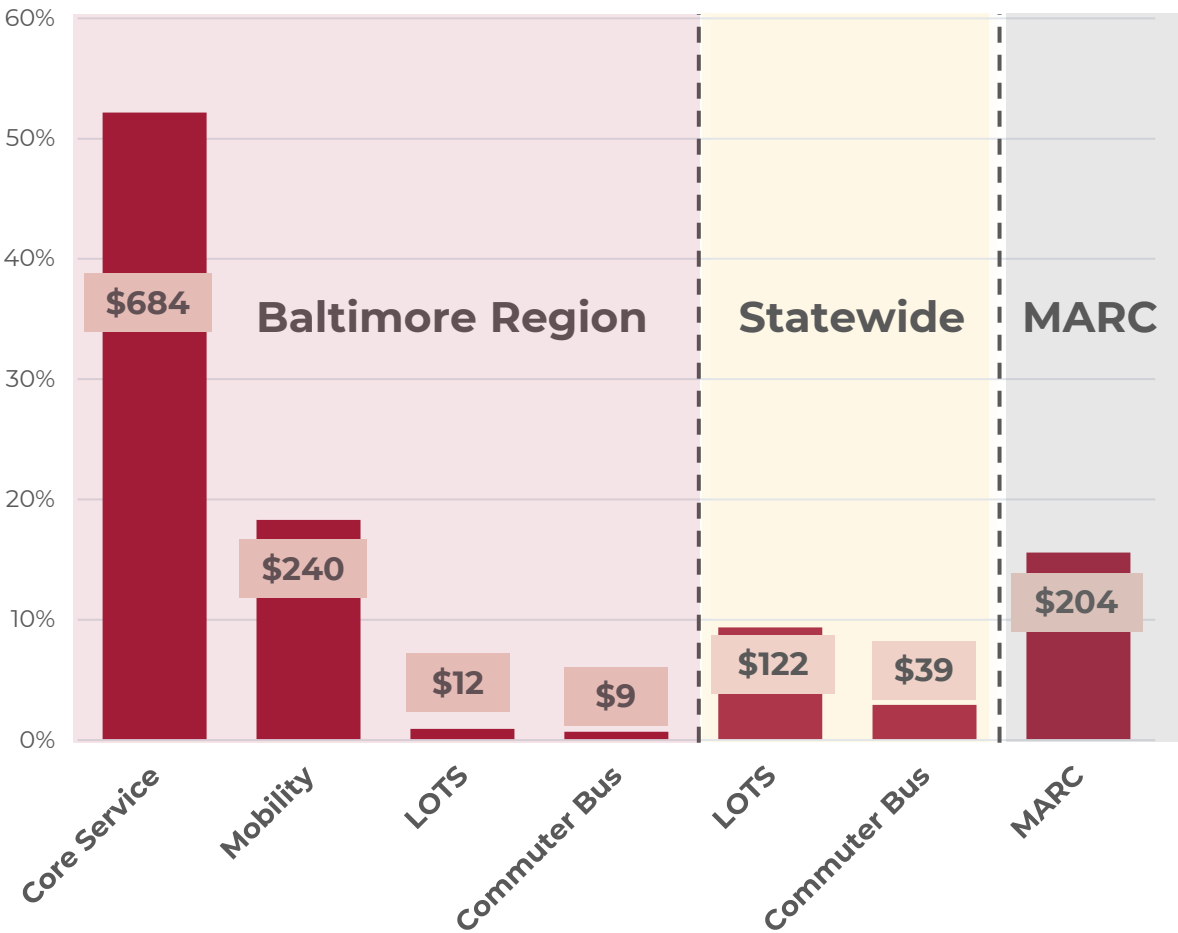 60%
50%
40%
30%
20%
10%
0%
$684
Baltimore Region
Statewide
MARC
$240
$12
$9
$122
$39
$204
Core Service
Mobility
LOTS
Commuter Bus
LOTS
Commuter Bus
MARC